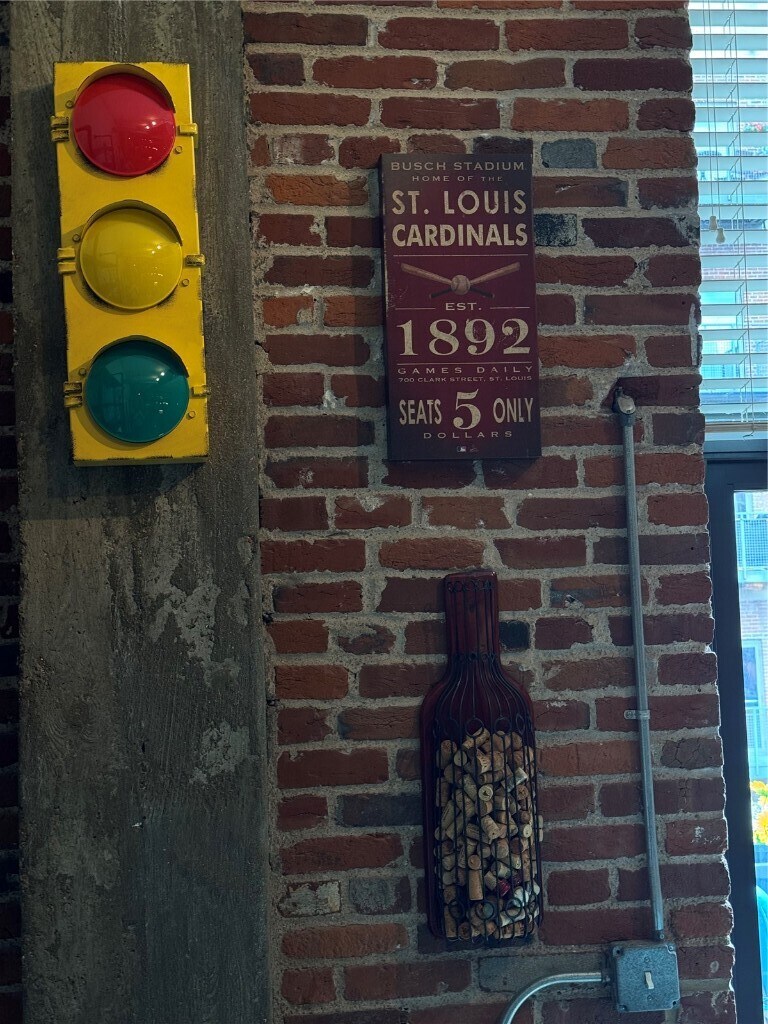 BUSCH STADIUM
HOME OF THE
ST. LOUIS
CARDINALS
EST.
1892
GAMES DAILY
700 CLARK STREET, ST. LOUIS
SEATS 5 ONLY
DOLLARS